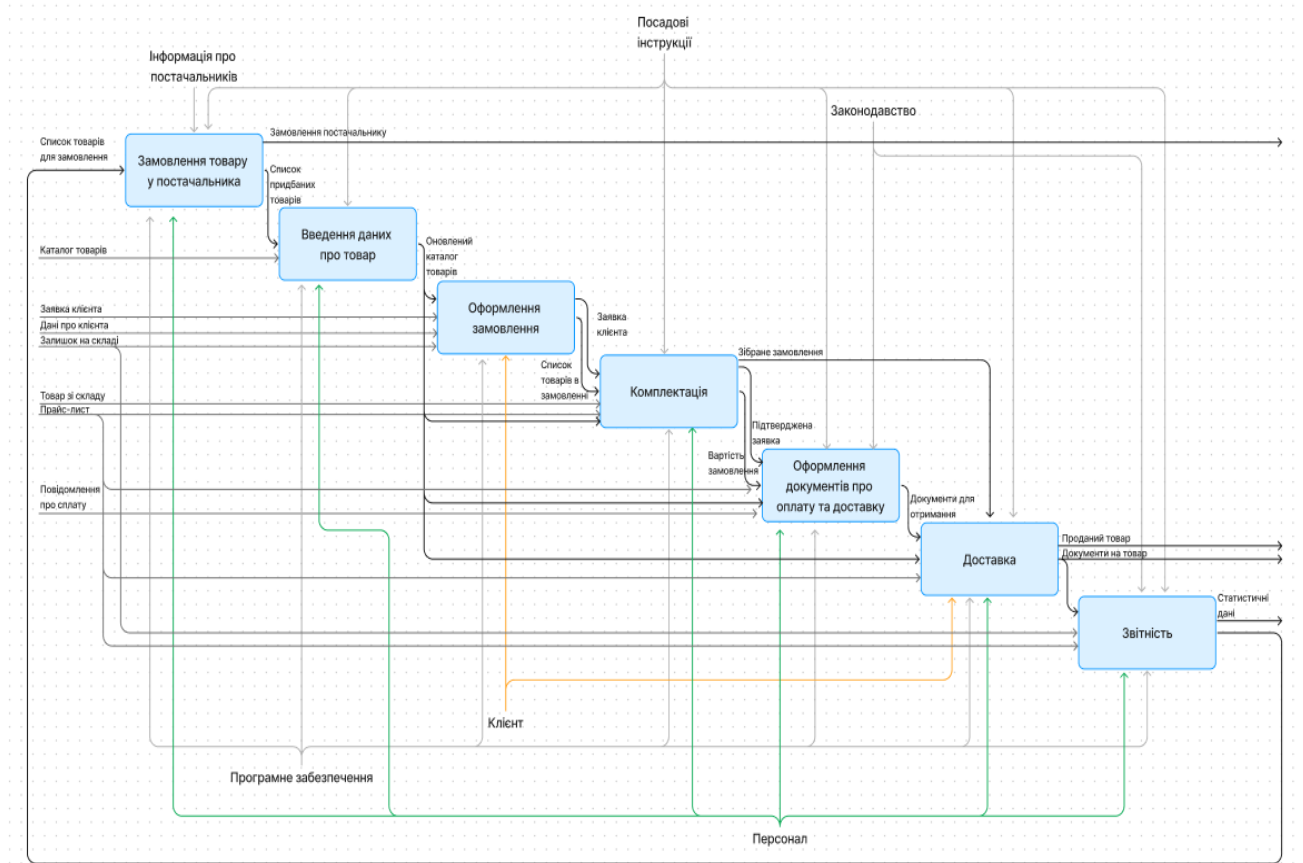 Посадові
інструкції
Інформація про
постачальників
Законодавство
Список товарів
для замовлення
Замовлення постачальнику
Замовлення товару
у постачальника
Список
придбаних
товарів
Введення даних
про товар
Каталог товарів
Оновлений
каталог
товарів
Оформлення
замовлення
Заявка клієнта
Дані про клієнта
Залишок на складі
Заявка
клієнта
Зібране замовлення
Список
товарів в
замовленні
Комплектація
Товар зі складу
Прайс-лист
Підтверджена
заявка
Вартість
замовлення
Оформлення
документів про
оплату та доставку
Повідомлення
про сплату
Документи для
отримання
Доставка
Проданий товар
Документи на товар
Статистичні
дані
Звітність
Клієнт
Програмне забезпечення
Персонал